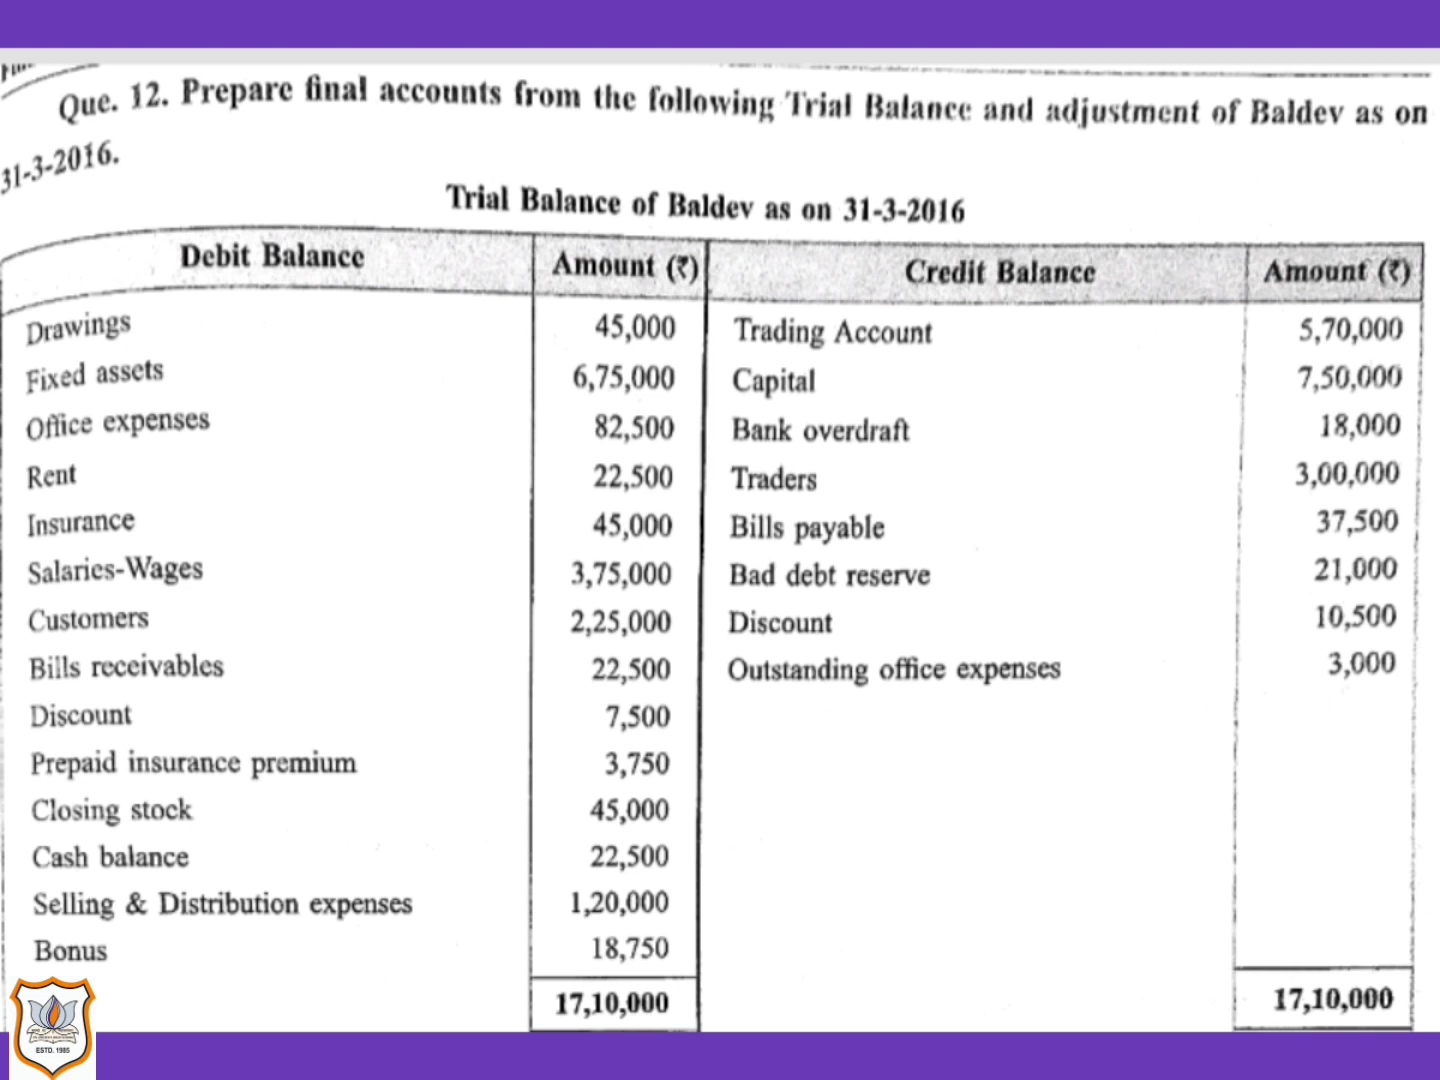 Que. 12. Prepare final accounts from the following Trial Balance and adjustment of Baldev as on
31-3-2016.
Trial Balance of Baldev as on 31-3-2016
Debit Balance Amount (₹) Credit Balance Amount (₹)
Drawings 45,000 Trading Account 5,70,000
Fixed assets 6,75,000 Capital 7,50,000
Office expenses 82,500 Bank overdraft 18,000
Rent 22,500 Traders 3,00,000
Insurance 45,000 Bills payable 37,500
Salaries-Wages 3,75,000 Bad debt reserve 21,000
Customers 2,25,000 Discount 10,500
Bills receivables 22,500 Outstanding office expenses 3,000
Discount 7,500
Prepaid insurance premium 3,750
Closing stock 45,000
Cash balance 22,500
Selling & Distribution expenses 1,20,000
Bonus 18,750
17,10,000 17,10,000
ESTD. 1985